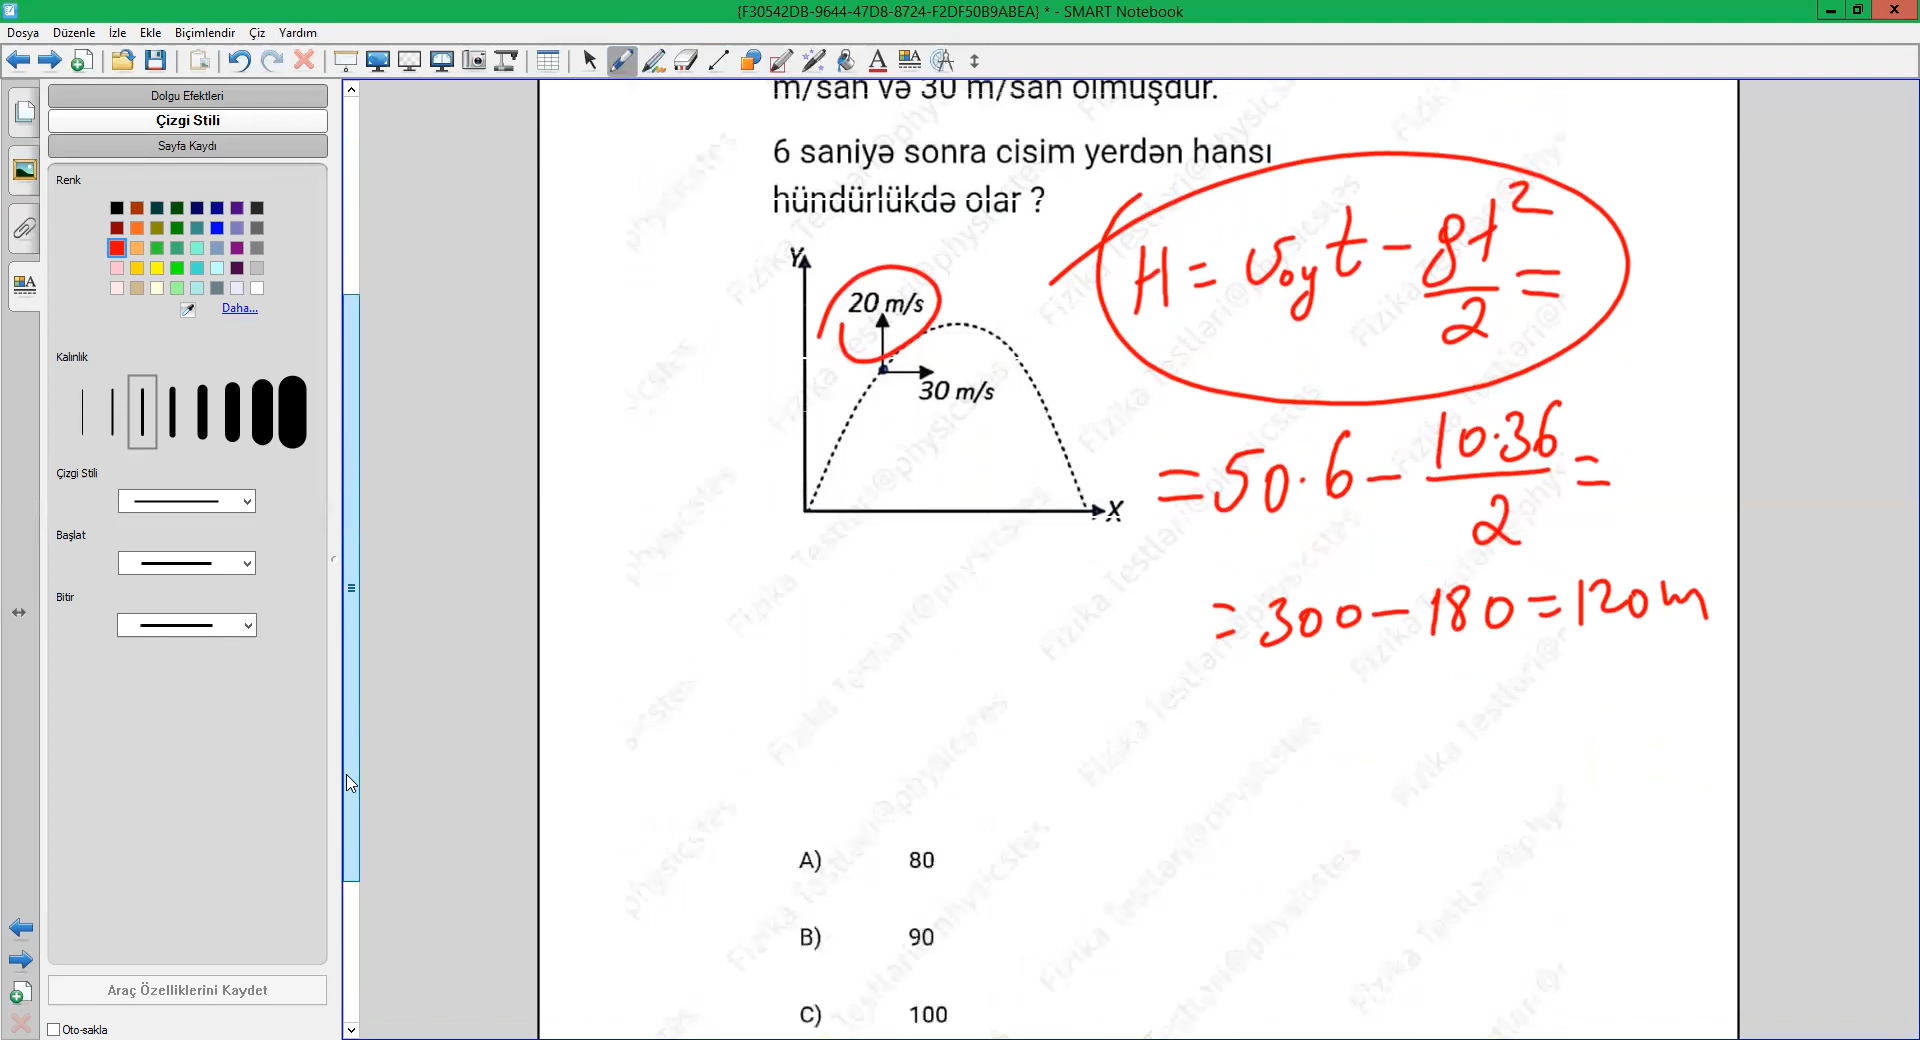 {F30542DB-9644-47D8-8724-F2DF50B9ABEA} * - SMART Notebook
Dosya Düzenle İzle Ekle Biçimlendir Çiz Yardım
Dolgu Efektleri
Çizgi Stili
Sayfa Kaydı
Renk
Daha...
Kalınlık
Çizgi Stili
Başlat
Bitir
Araç Özelliklerini Kaydet
Oto-sakla
m/san və 30 m/san olmuşdur.
6 saniyə sonra cisim yerdən hansı
hündürlükdə olar ?
Y
20 m/s
30 m/s
X
H = v₀y t - gt²/2 =
= 50·6 - 10·36/2 =
= 300 - 180 = 120 m
A) 80
B) 90
C) 100
Fizika Testlari@physicstes